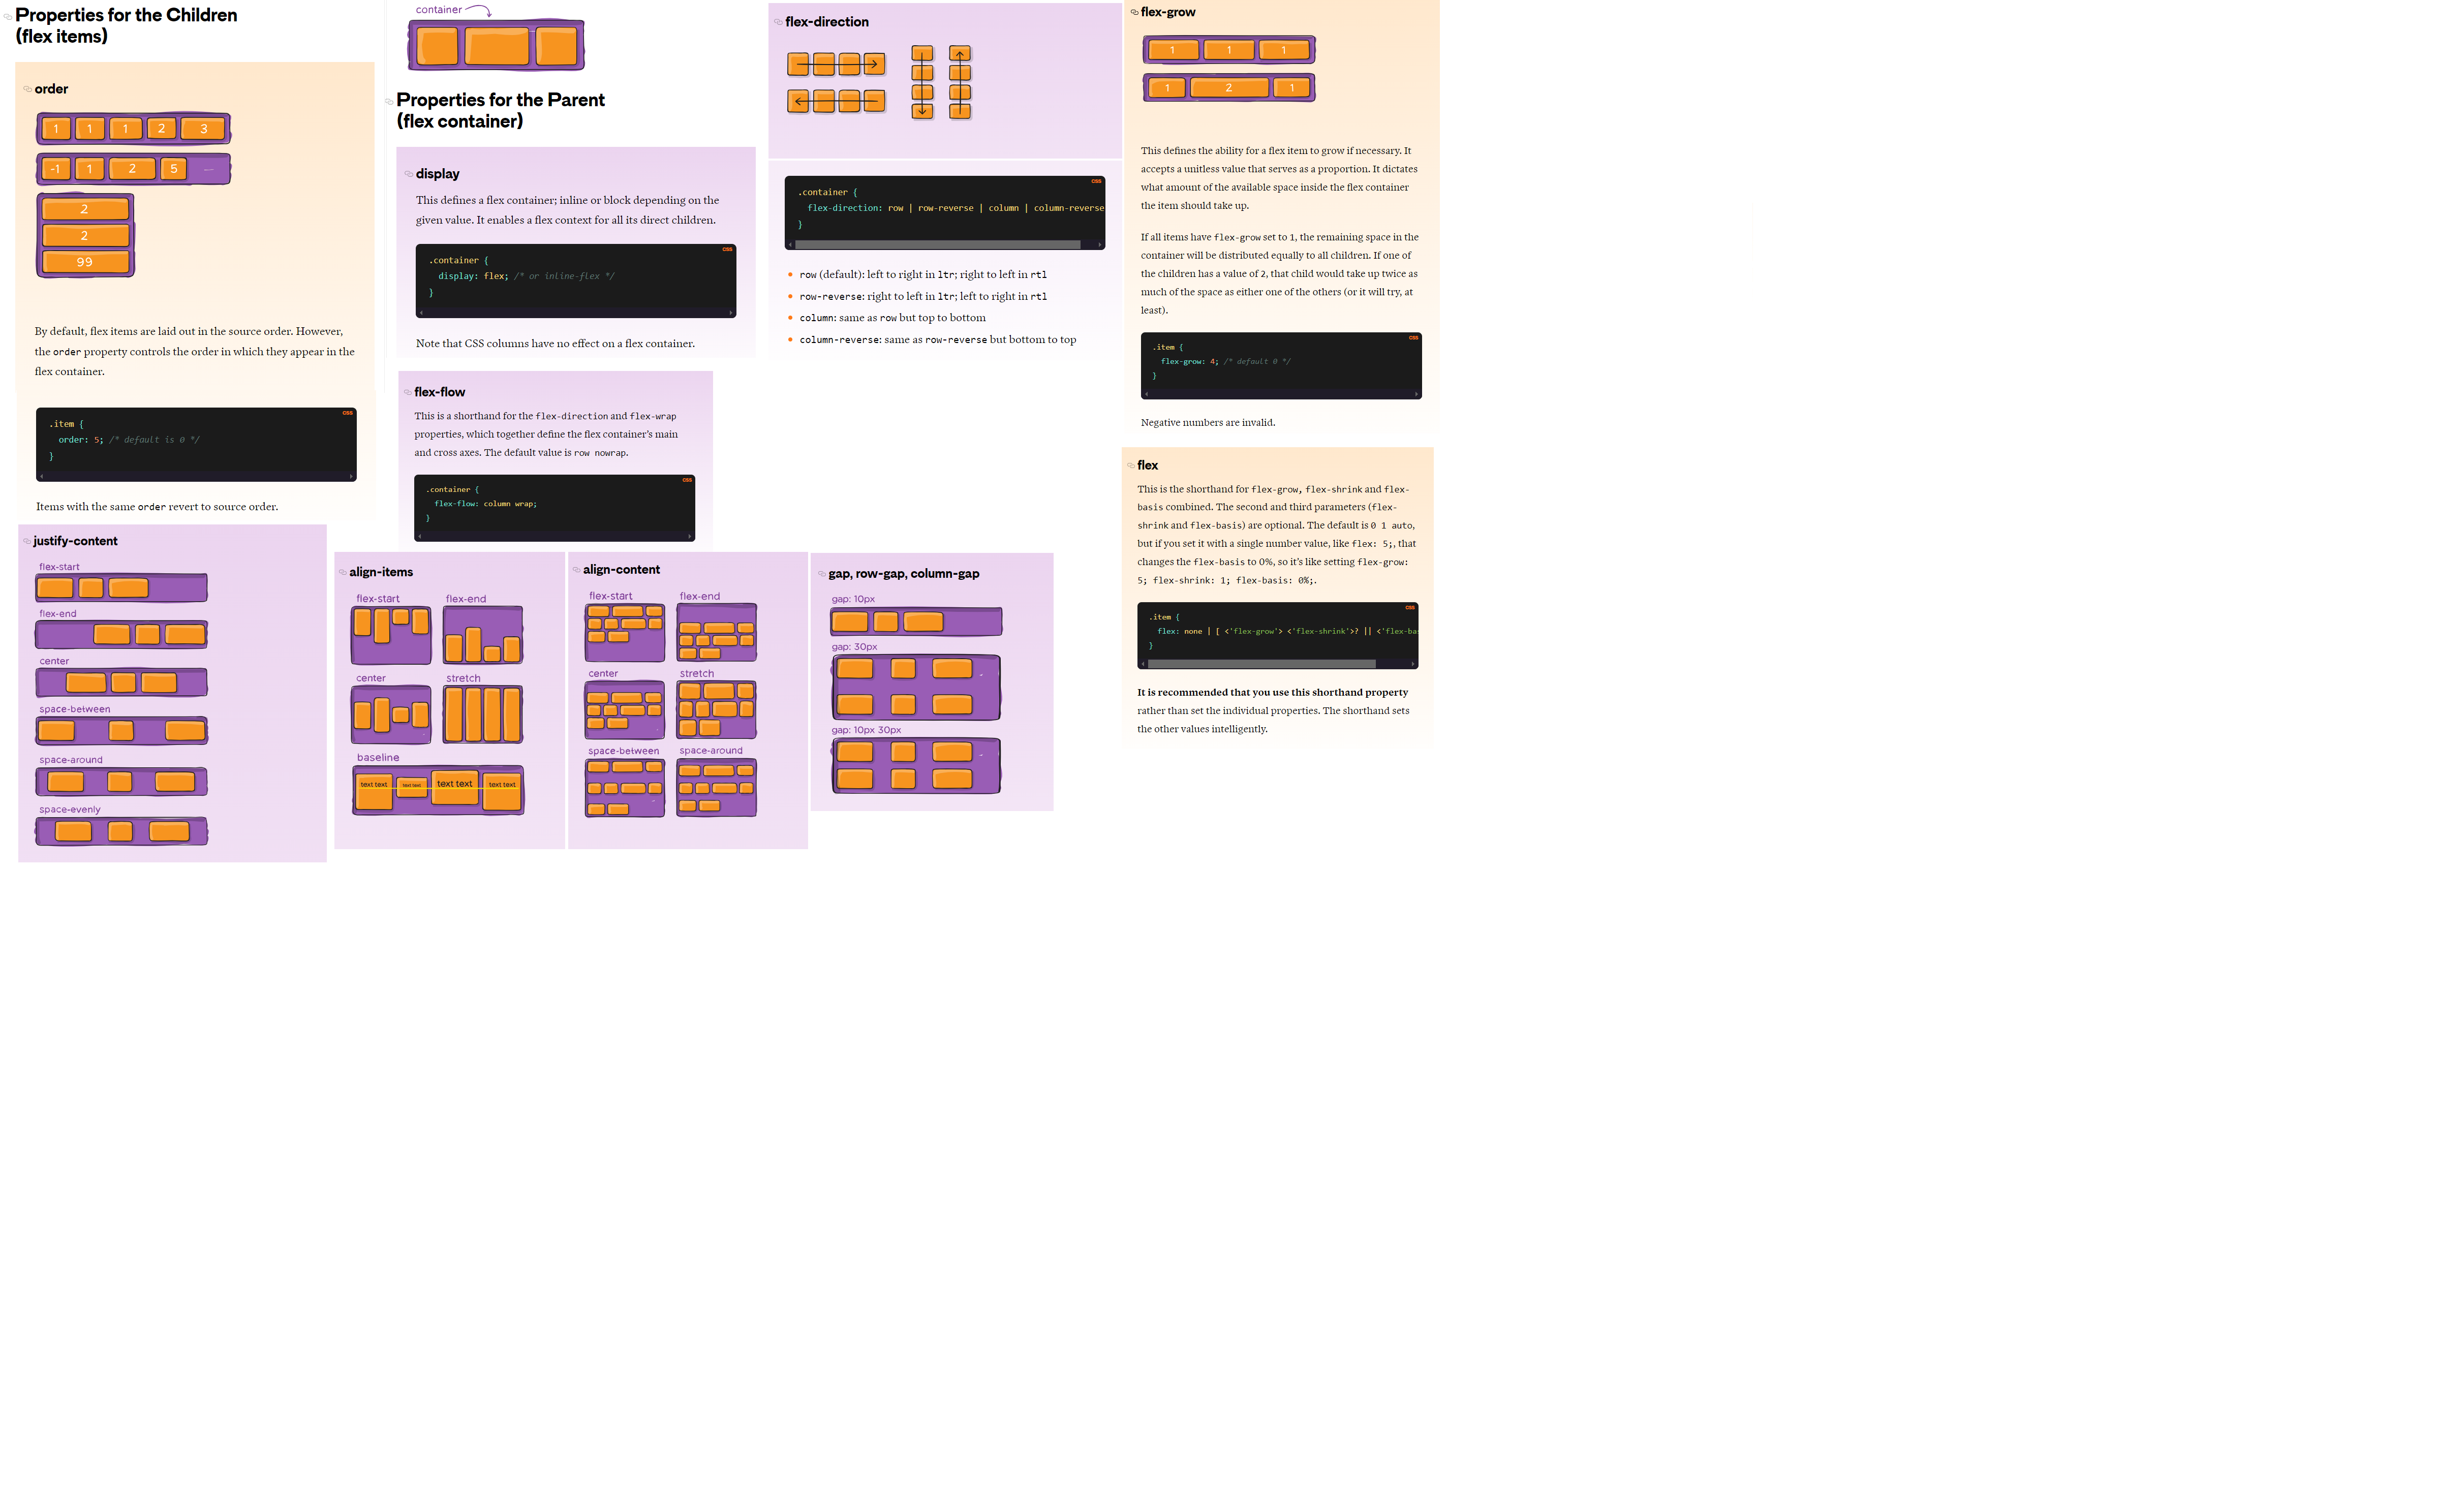 Properties for the Children
(flex items)
order
1 1 1 2 3
-1 1 2 5
2
2
99
By default, flex items are laid out in the source order. However,
the order property controls the order in which they appear in the
flex container.
CSS
.item {
order: 5; /* default is 0 */
}
Items with the same order revert to source order.
justify-content
flex-start
flex-end
center
space-between
space-around
space-evenly
container
Properties for the Parent
(flex container)
display
This defines a flex container; inline or block depending on the
given value. It enables a flex context for all its direct children.
CSS
.container {
display: flex; /* or inline-flex */
}
Note that CSS columns have no effect on a flex container.
flex-flow
This is a shorthand for the flex-direction and flex-wrap
properties, which together define the flex container's main
and cross axes. The default value is row nowrap.
CSS
.container {
flex-flow: column wrap;
}
align-items
flex-start flex-end
center stretch
baseline
text text text text text text text text
align-content
flex-start flex-end
center stretch
space-between space-around
flex-direction
CSS
.container {
flex-direction: row | row-reverse | column | column-reverse
}
row (default): left to right in ltr; right to left in rtl
row-reverse: right to left in ltr; left to right in rtl
column: same as row but top to bottom
column-reverse: same as row-reverse but bottom to top
gap, row-gap, column-gap
gap: 10px
gap: 30px
gap: 10px 30px
flex-grow
1 1 1
1 2 1
This defines the ability for a flex item to grow if necessary. It
accepts a unitless value that serves as a proportion. It dictates
what amount of the available space inside the flex container
the item should take up.
If all items have flex-grow set to 1, the remaining space in the
container will be distributed equally to all children. If one of
the children has a value of 2, that child would take up twice as
much of the space as either one of the others (or it will try, at
least).
CSS
.item {
flex-grow: 4; /* default 0 */
}
Negative numbers are invalid.
flex
This is the shorthand for flex-grow, flex-shrink and flex-
basis combined. The second and third parameters (flex-
shrink and flex-basis) are optional. The default is 0 1 auto,
but if you set it with a single number value, like flex: 5;, that
changes the flex-basis to 0%, so it's like setting flex-grow:
5; flex-shrink: 1; flex-basis: 0%;.
CSS
.item {
flex: none | [ <'flex-grow'> <'flex-shrink'>? || <'flex-ba
}
It is recommended that you use this shorthand property
rather than set the individual properties. The shorthand sets
the other values intelligently.